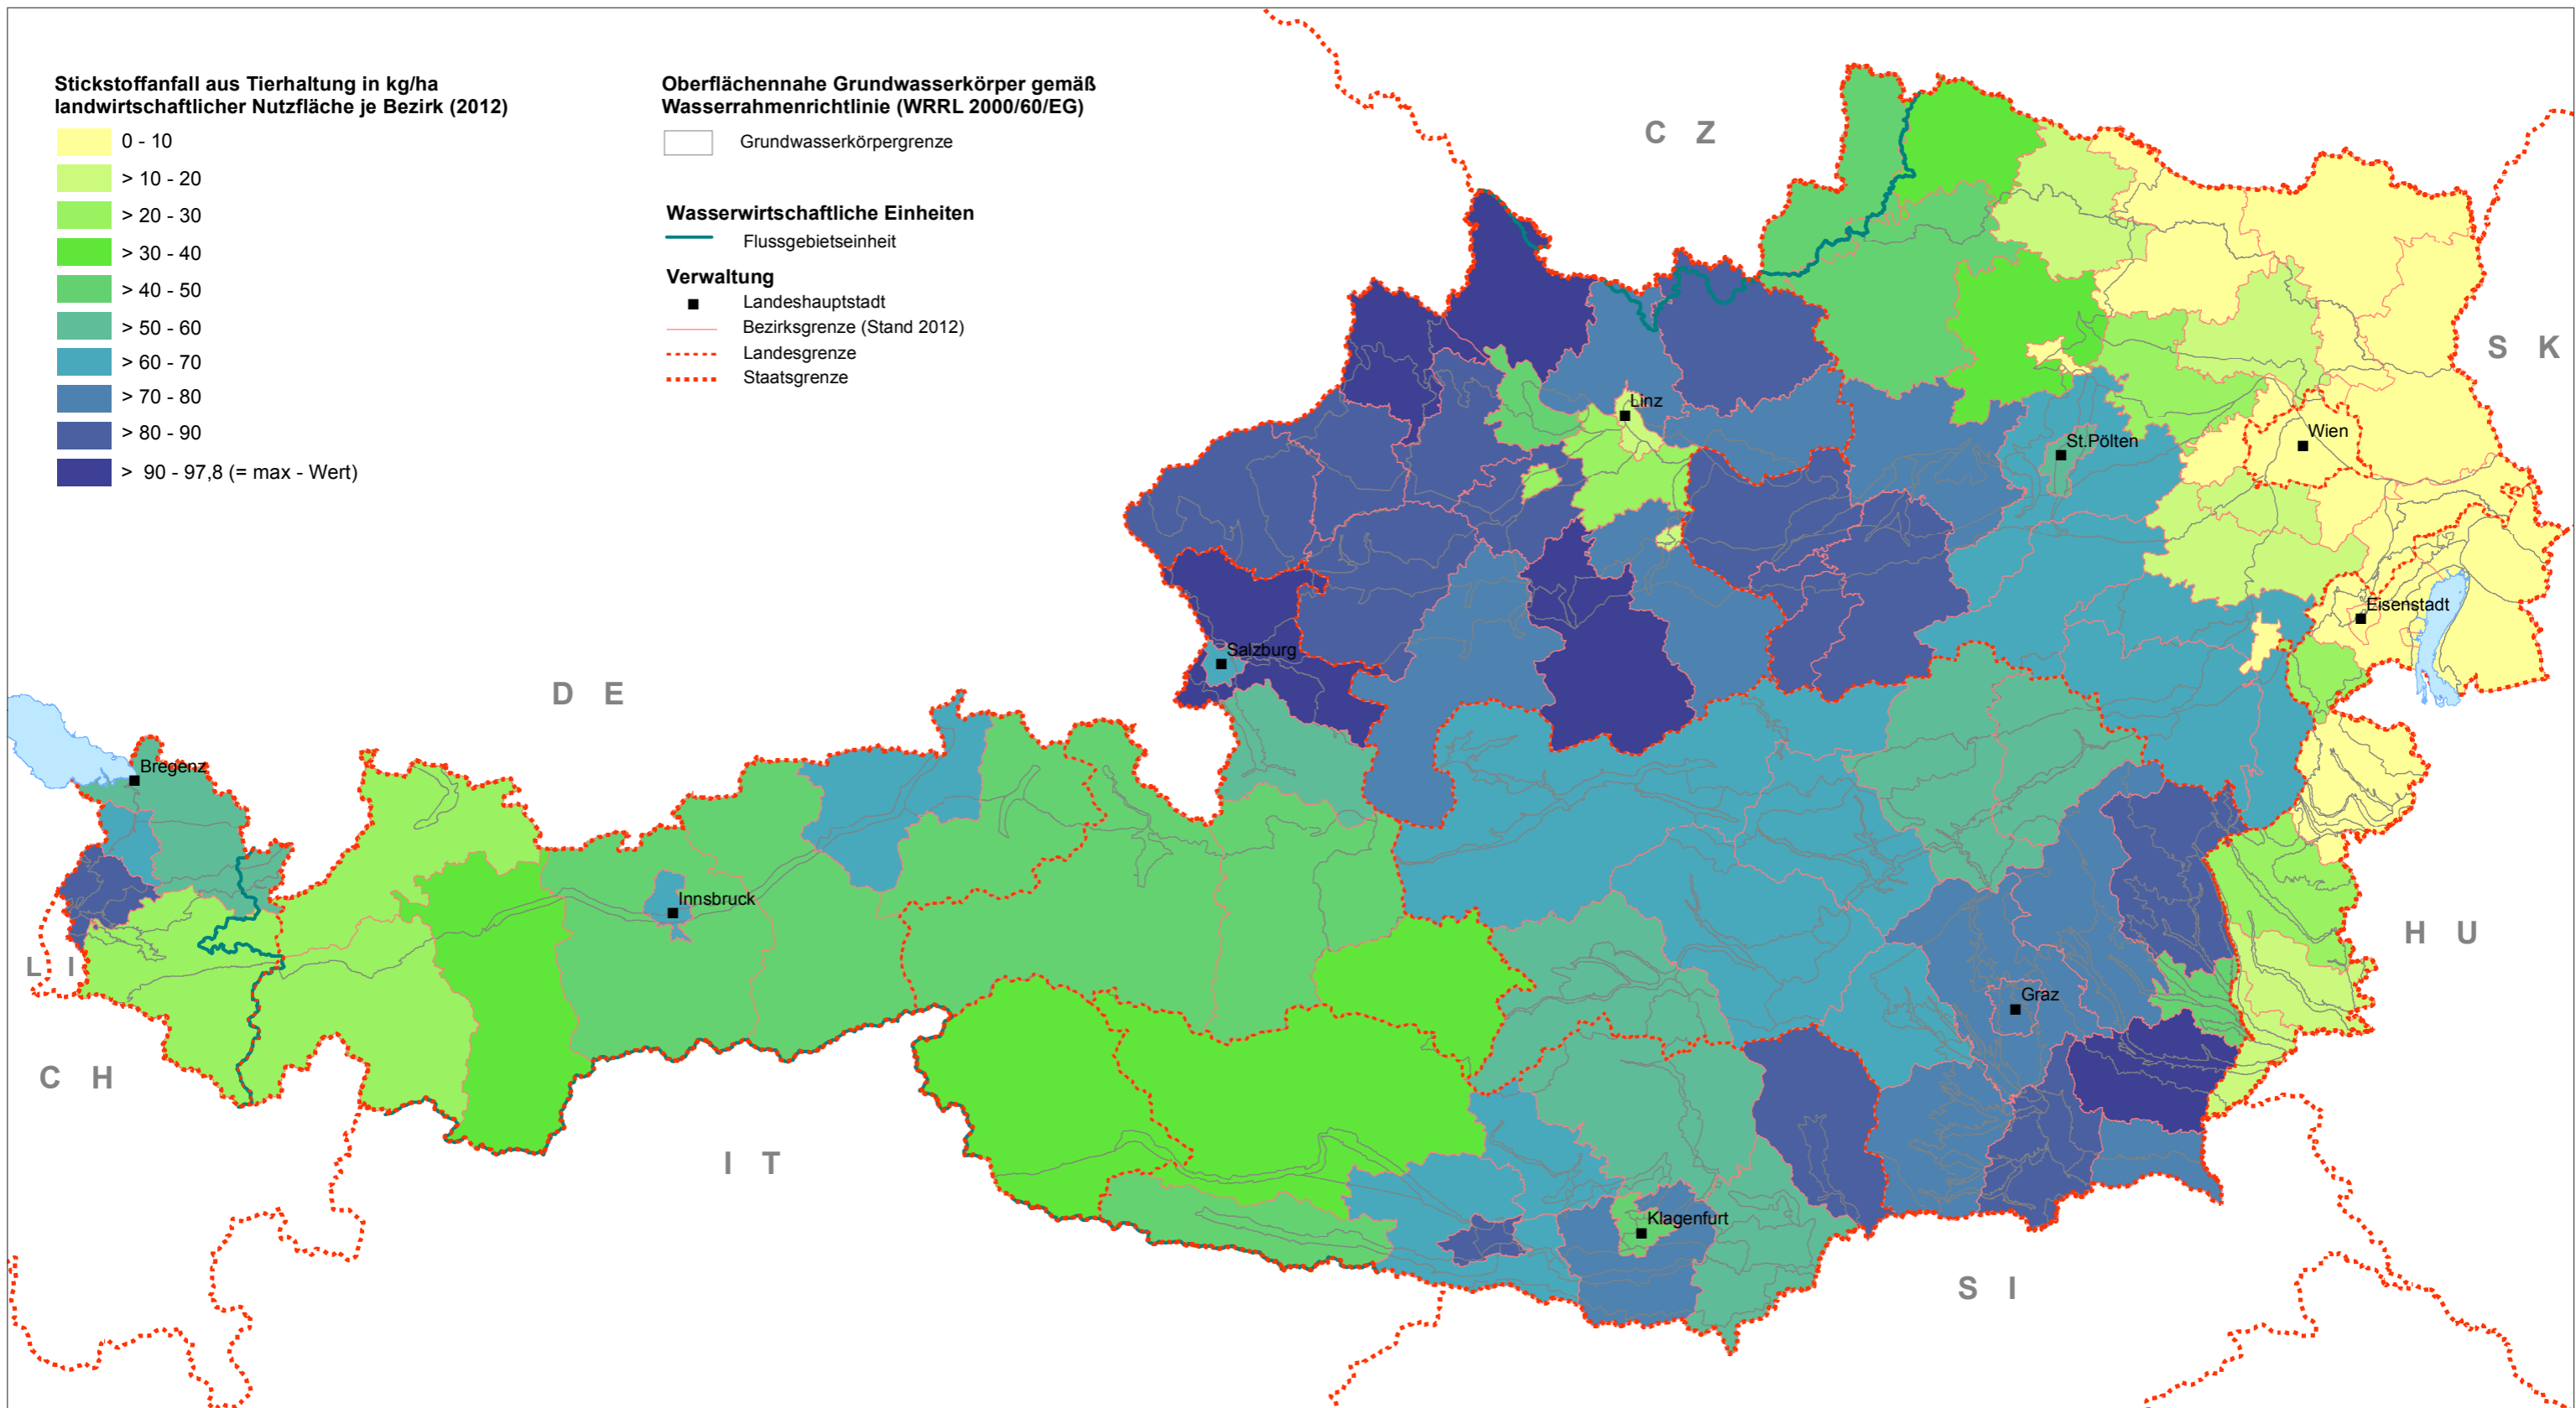 Stickstoffanfall aus Tierhaltung in kg/ha
landwirtschaftlicher Nutzfläche je Bezirk (2012)
0 - 10
> 10 - 20
> 20 - 30
> 30 - 40
> 40 - 50
> 50 - 60
> 60 - 70
> 70 - 80
> 80 - 90
> 90 - 97,8 (= max - Wert)
Oberflächennahe Grundwasserkörper gemäß
Wasserrahmenrichtlinie (WRRL 2000/60/EG)
Grundwasserkörpergrenze
Wasserwirtschaftliche Einheiten
Flussgebietseinheit
Verwaltung
Landeshauptstadt
Bezirksgrenze (Stand 2012)
Landesgrenze
Staatsgrenze
C Z
S K
Linz
Wien
St.Pölten
Eisenstadt
Salzburg
D E
Bregenz
Innsbruck
L I
H U
Graz
C H
I T
Klagenfurt
S I